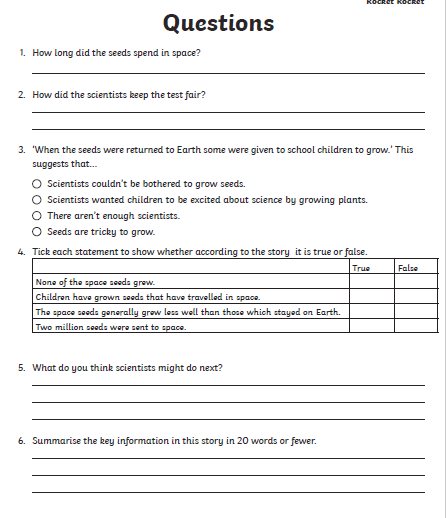 Rocket Rocket
Questions
1. How long did the seeds spend in space?
2. How did the scientists keep the test fair?
3. 'When the seeds were returned to Earth some were given to school children to grow.' This
suggests that...
Scientists couldn't be bothered to grow seeds.
Scientists wanted children to be excited about science by growing plants.
There aren't enough scientists.
Seeds are tricky to grow.
4. Tick each statement to show whether according to the story it is true or false.
True False
None of the space seeds grew.
Children have grown seeds that have travelled in space.
The space seeds generally grew less well than those which stayed on Earth.
Two million seeds were sent to space.
5. What do you think scientists might do next?
6. Summarise the key information in this story in 20 words or fewer.